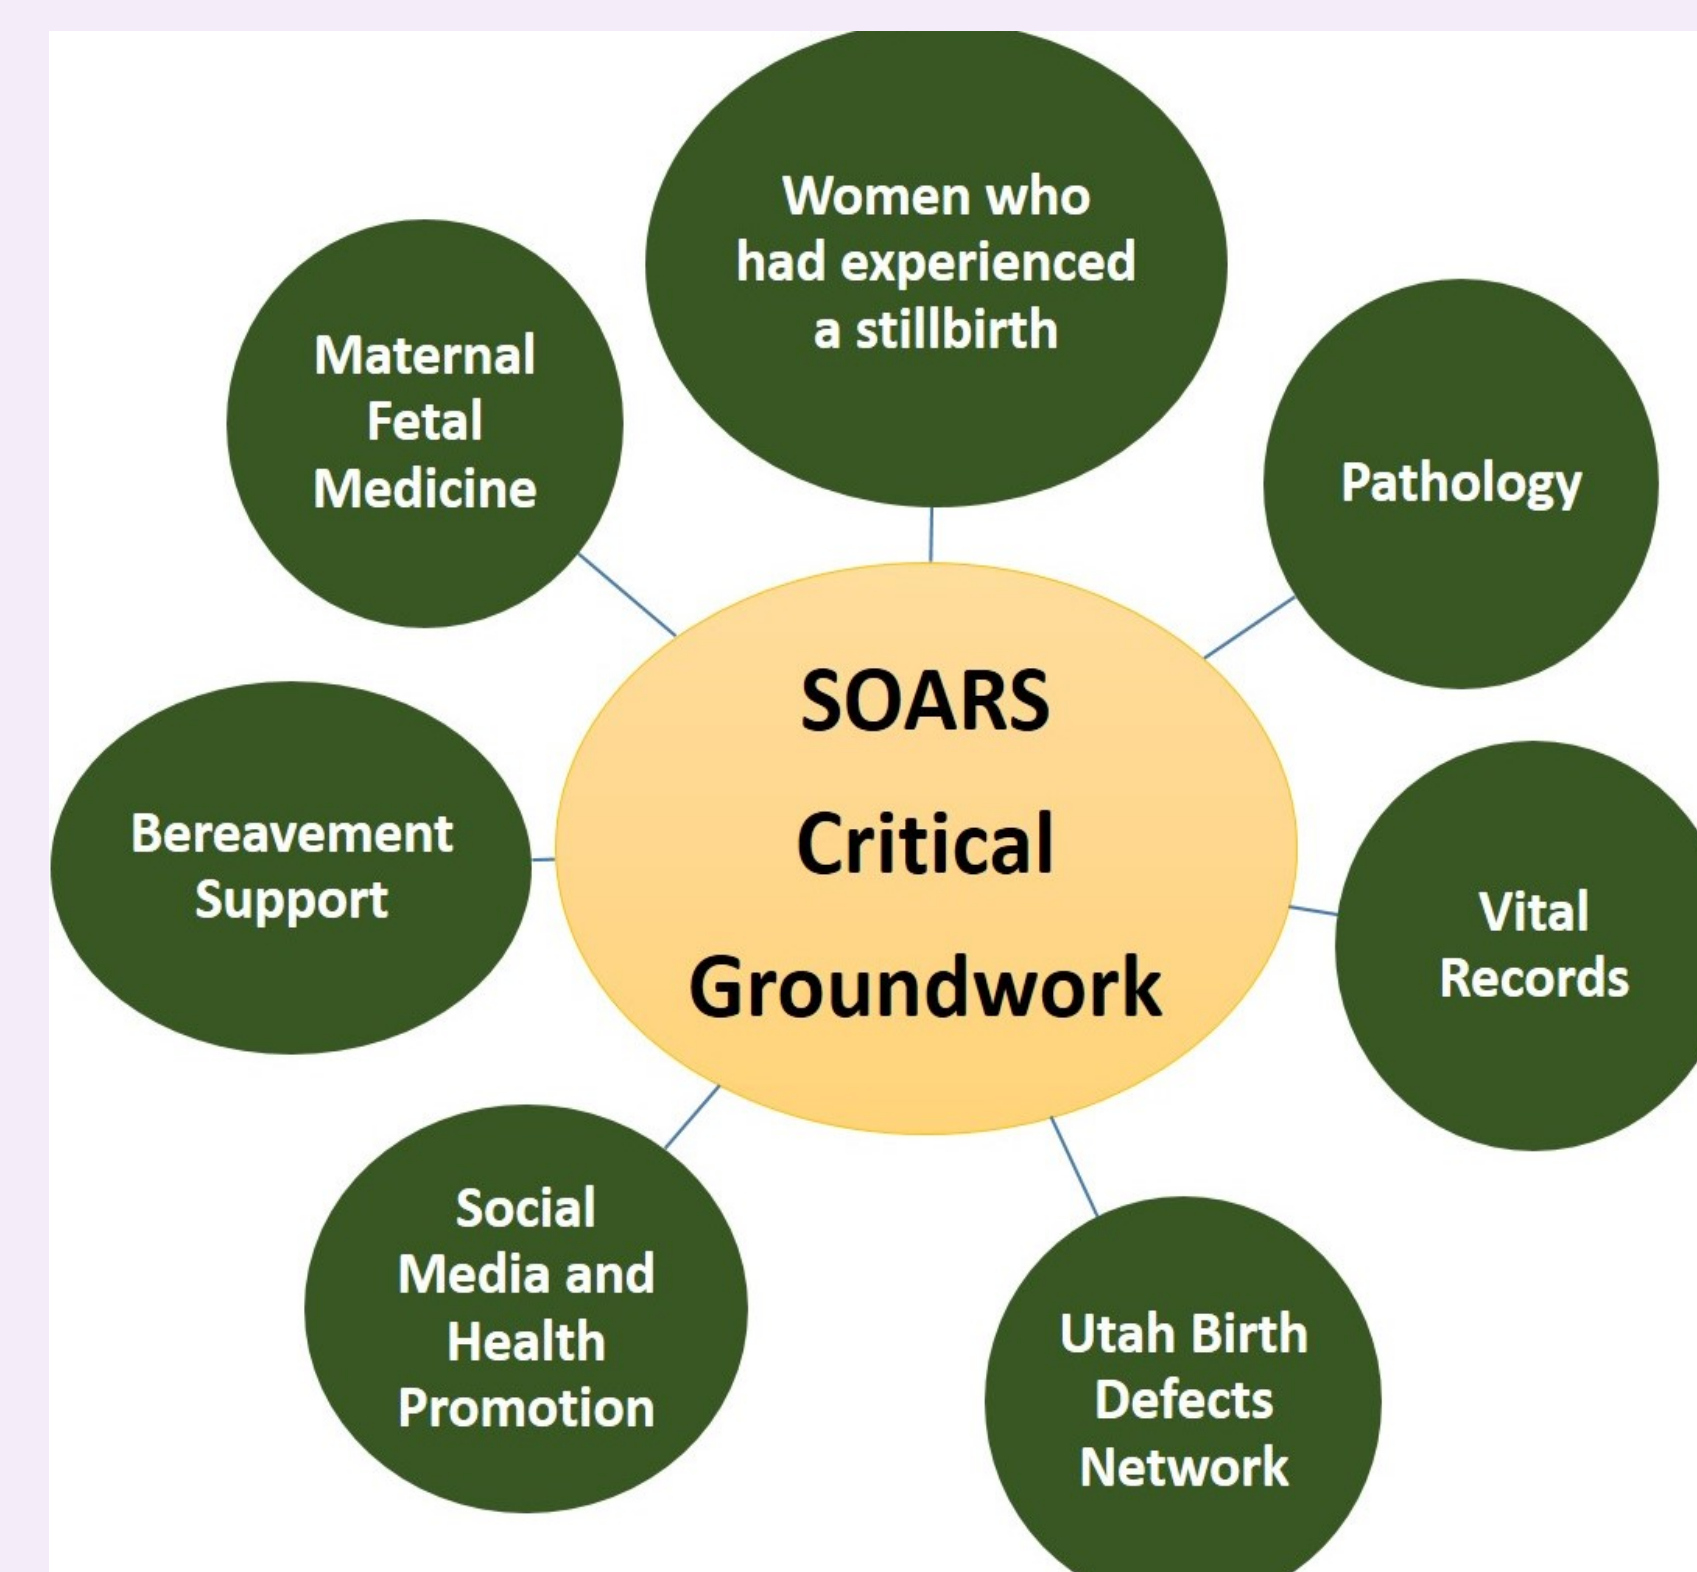 Women who
had experienced
a stillbirth
Maternal
Fetal
Medicine
Pathology
SOARS
Critical
Groundwork
Bereavement
Support
Vital
Records
Social
Media and
Health
Promotion
Utah Birth
Defects
Network